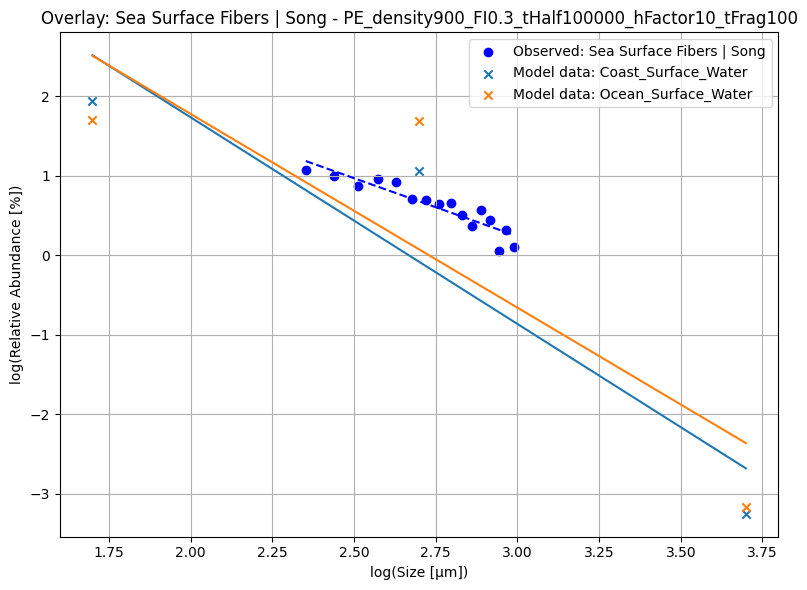 Overlay: Sea Surface Fibers | Song - PE_density900_FI0.3_tHalf100000_hFactor10_tFrag100
Observed: Sea Surface Fibers | Song
Model data: Coast_Surface_Water
Model data: Ocean_Surface_Water
log(Relative Abundance [%])
2
1
0
−1
−2
−3
1.75 2.00 2.25 2.50 2.75 3.00 3.25 3.50 3.75
log(Size [μm])